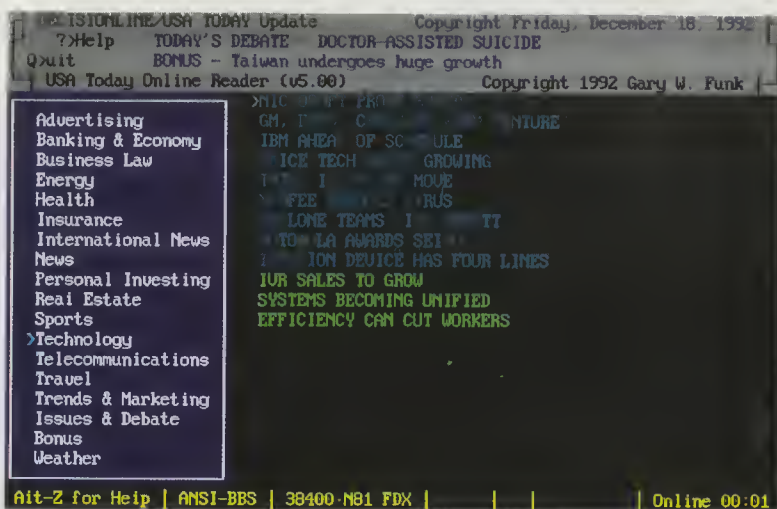 TODAY Update Copyright Friday, December 18, 1992
?>Help TODAY'S DEBATE DOCTOR-ASSISTED SUICIDE
Q>uit BONUS - Taiwan undergoes huge growth
USA Today Online Reader (v5.00) Copyright 1992 Gary W. Funk
Advertising
Banking & Economy
Business Law
Energy
Health
Insurance
International News
News
Personal Investing
Real Estate
Sports
>Technology
Telecommunications
Travel
Trends & Marketing
Issues & Debate
Bonus
Weather
GM,
IBM OF
TECH GROWING
MOVE
TEAMS
AWARDS
DEVICE HAS FOUR LINES
IVR SALES TO GROW
SYSTEMS BECOMING UNIFIED
EFFICIENCY CAN CUT WORKERS
Alt-Z for Help | ANSI-BBS | 38400·N81 FDX | | | | Online 00:01